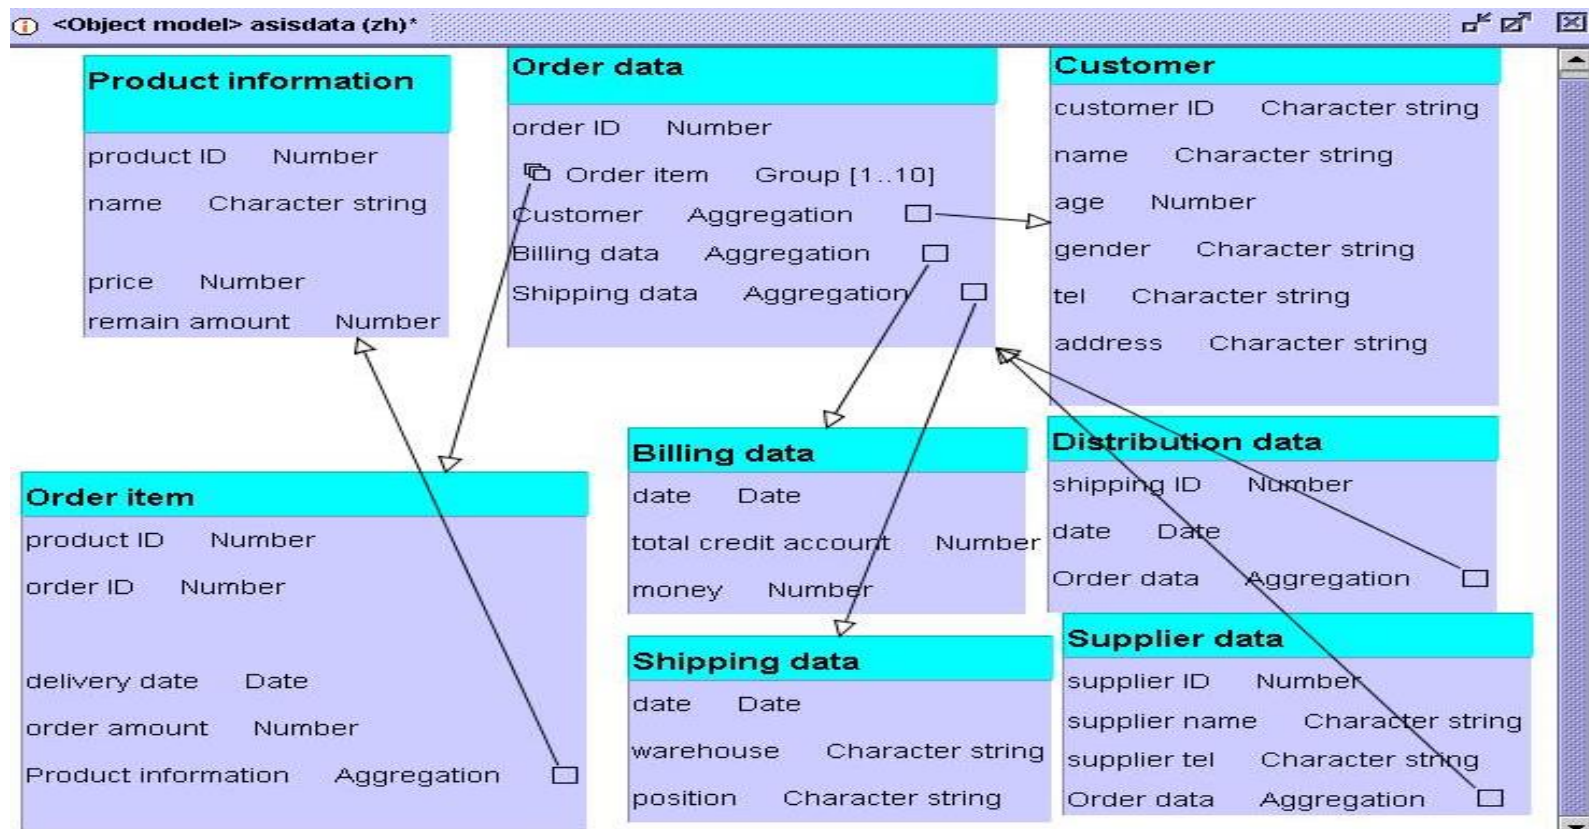 <Object model> asisdata (zh)*
Product information
product ID Number
name Character string
price Number
remain amount Number
Order data
order ID Number
Order item Group [1..10]
Customer Aggregation
Billing data Aggregation
Shipping data Aggregation
Customer
customer ID Character string
name Character string
age Number
gender Character string
tel Character string
address Character string
Order item
product ID Number
order ID Number
delivery date Date
order amount Number
Product information Aggregation
Billing data
date Date
total credit account Number
money Number
Shipping data
date Date
warehouse Character string
position Character string
Distribution data
shipping ID Number
date Date
Order data Aggregation
Supplier data
supplier ID Number
supplier name Character string
supplier tel Character string
Order data Aggregation